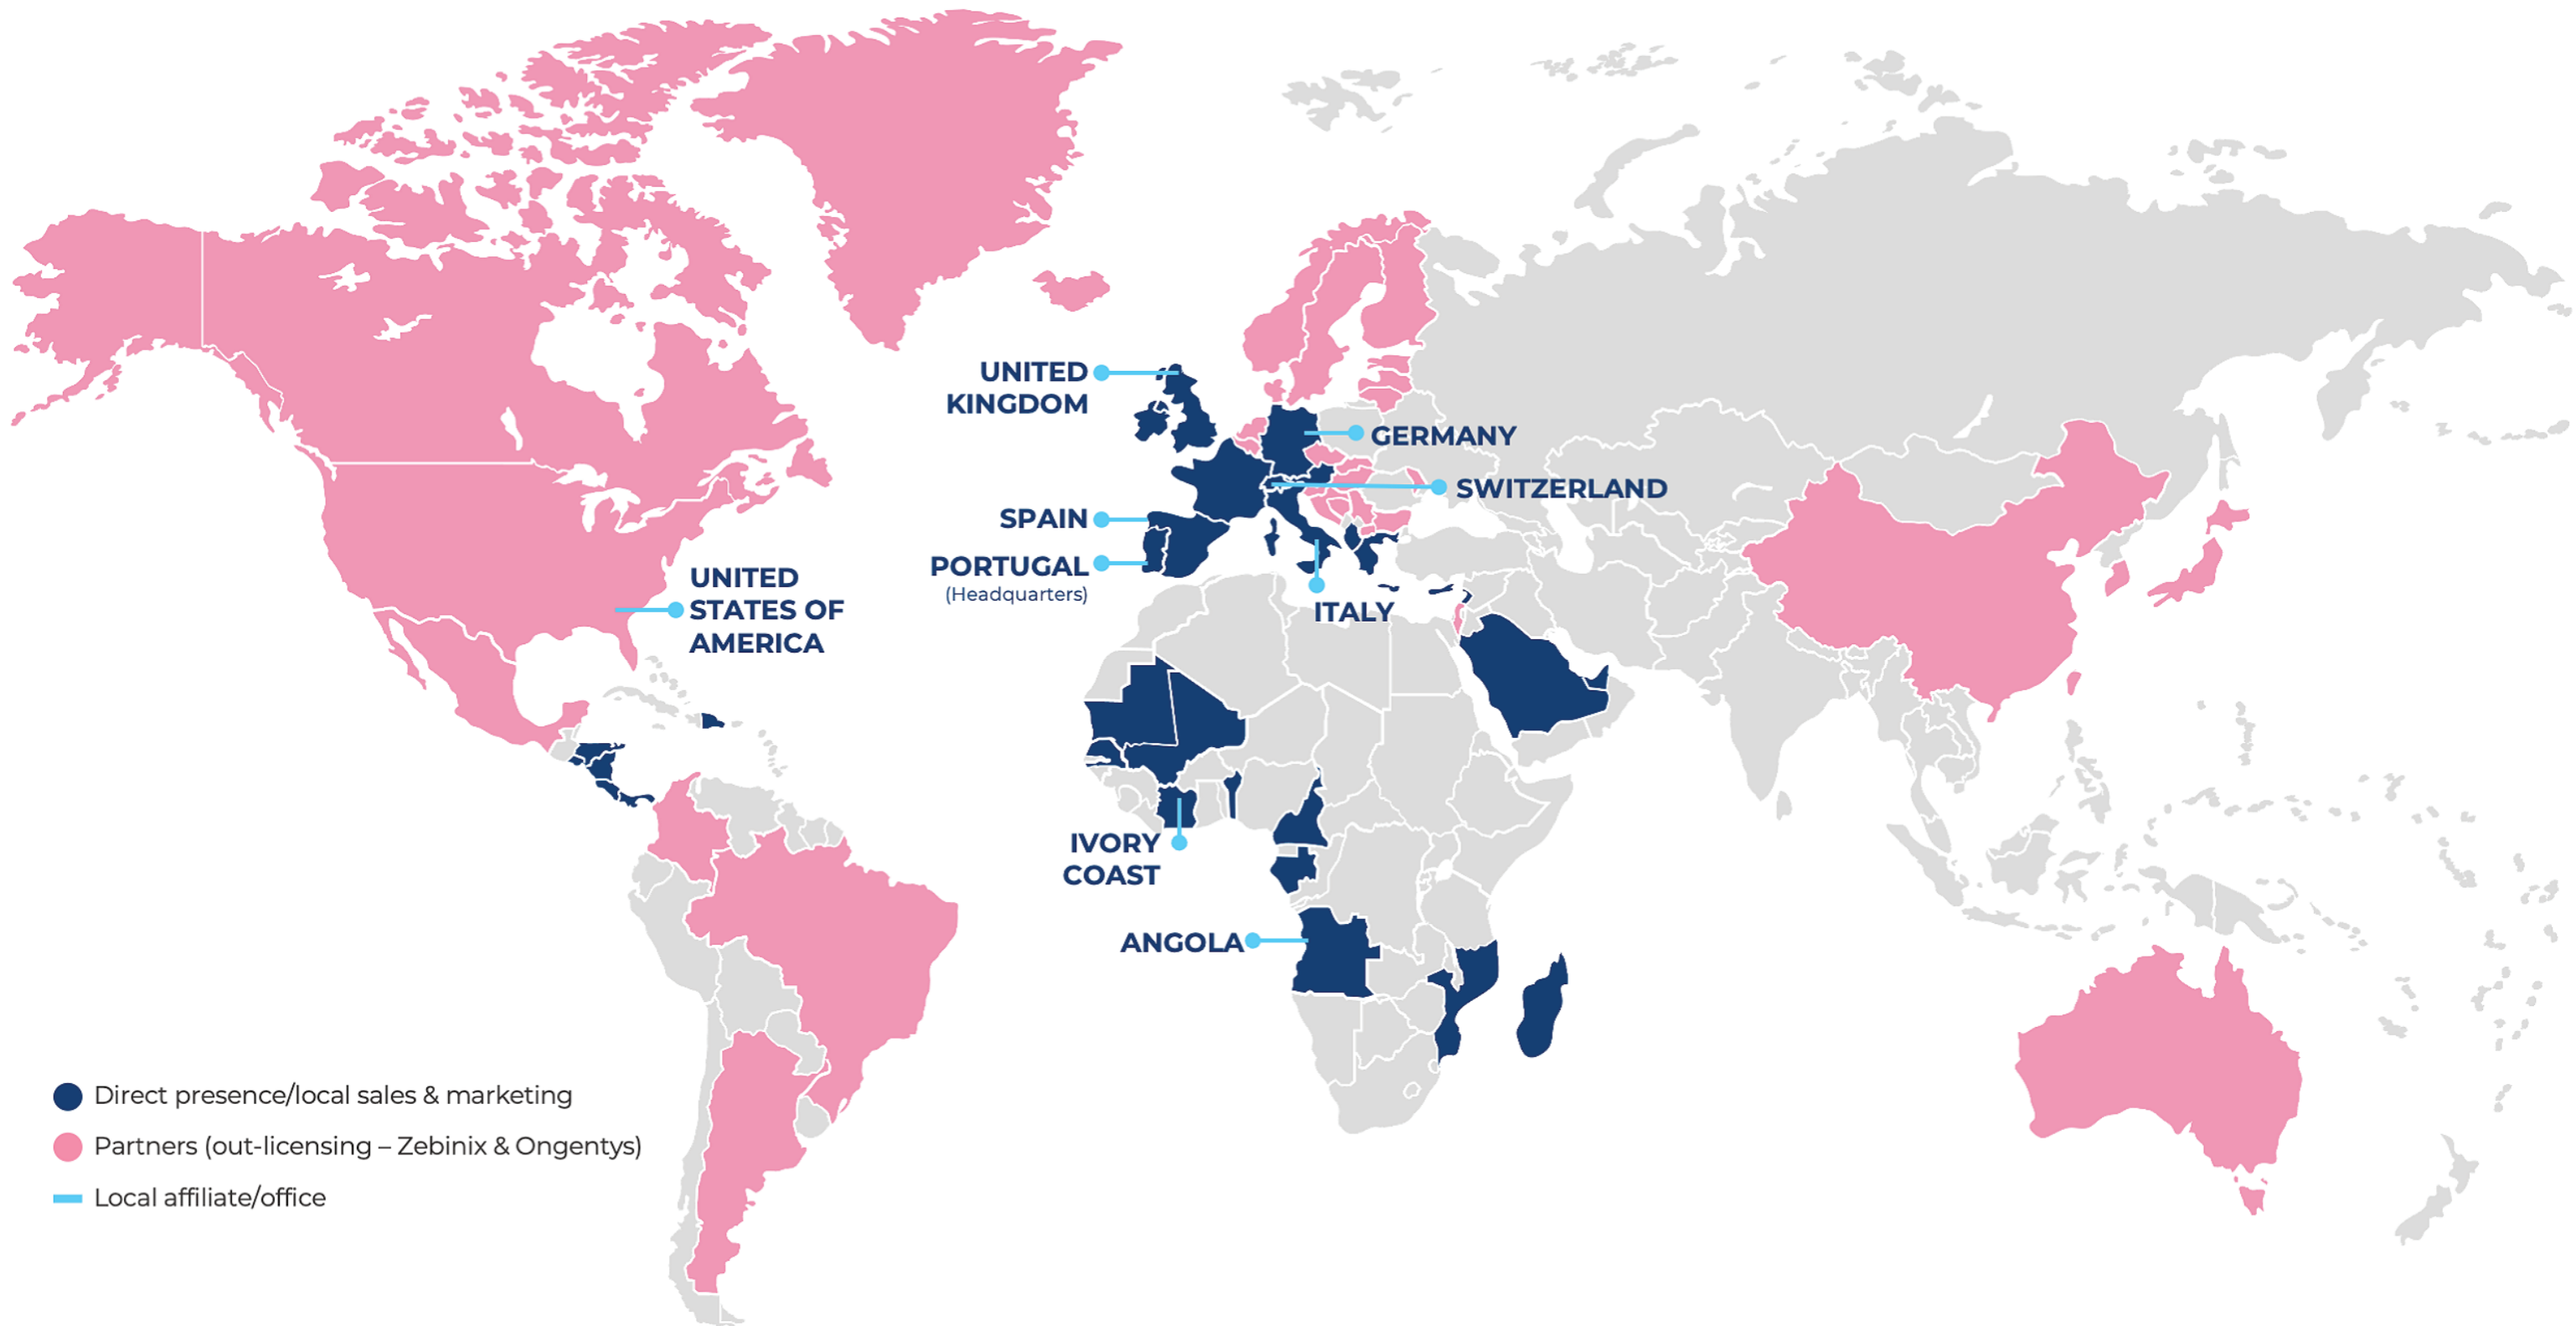 UNITED
KINGDOM
GERMANY
SWITZERLAND
SPAIN
PORTUGAL
(Headquarters)
ITALY
UNITED
STATES OF
AMERICA
IVORY
COAST
ANGOLA
Direct presence/local sales & marketing
Partners (out-licensing – Zebinix & Ongentys)
Local affiliate/office